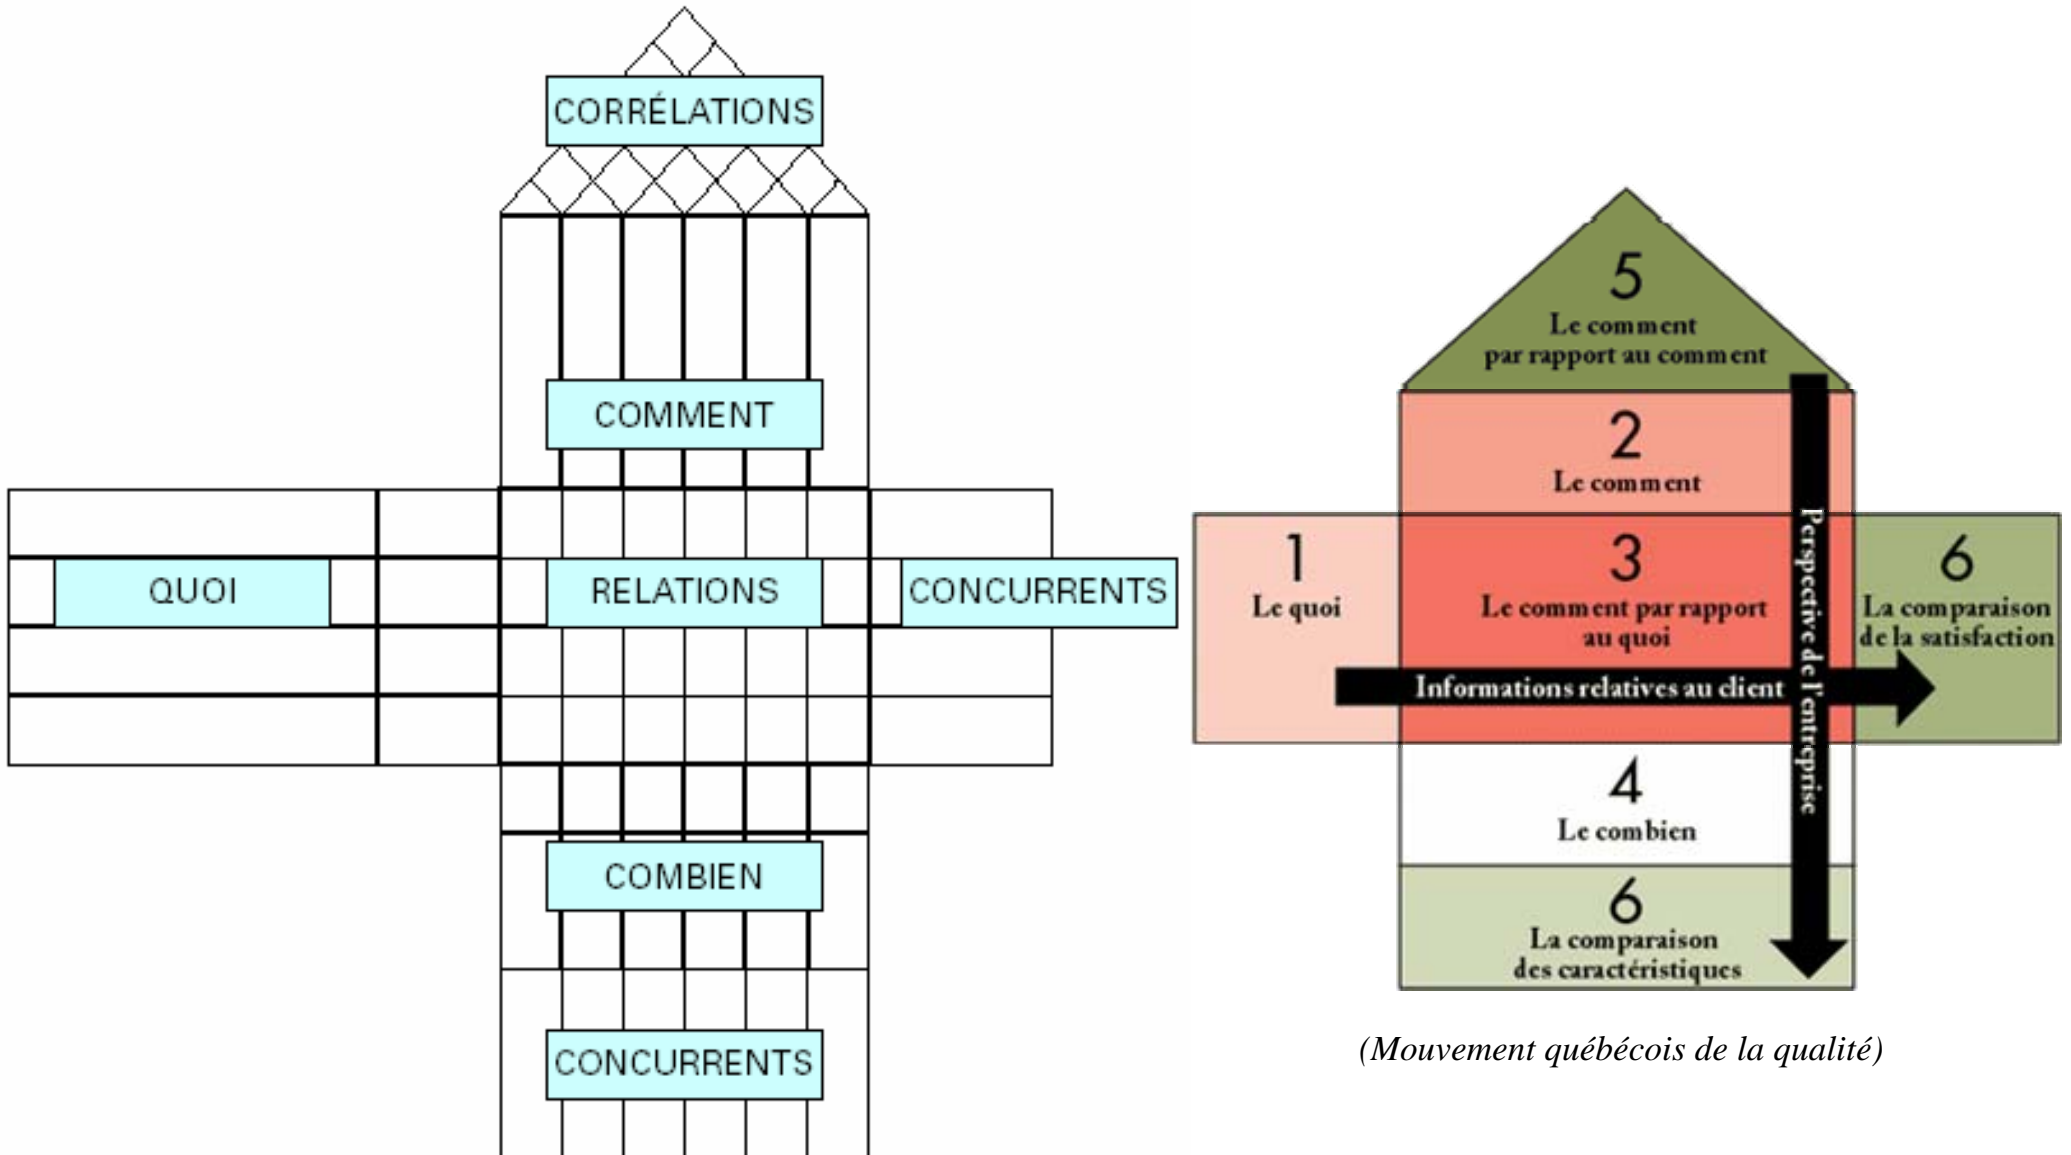 CORRÉLATIONS
COMMENT
QUOI
RELATIONS
CONCURRENTS
COMBIEN
CONCURRENTS
5
Le comment
par rapport au comment
2
Le comment
1
Le quoi
3
Le comment par rapport
au quoi
6
La comparaison
de la satisfaction
Informations relatives au client
Perspective de l'entreprise
4
Le combien
6
La comparaison
des caractéristiques
(Mouvement québécois de la qualité)